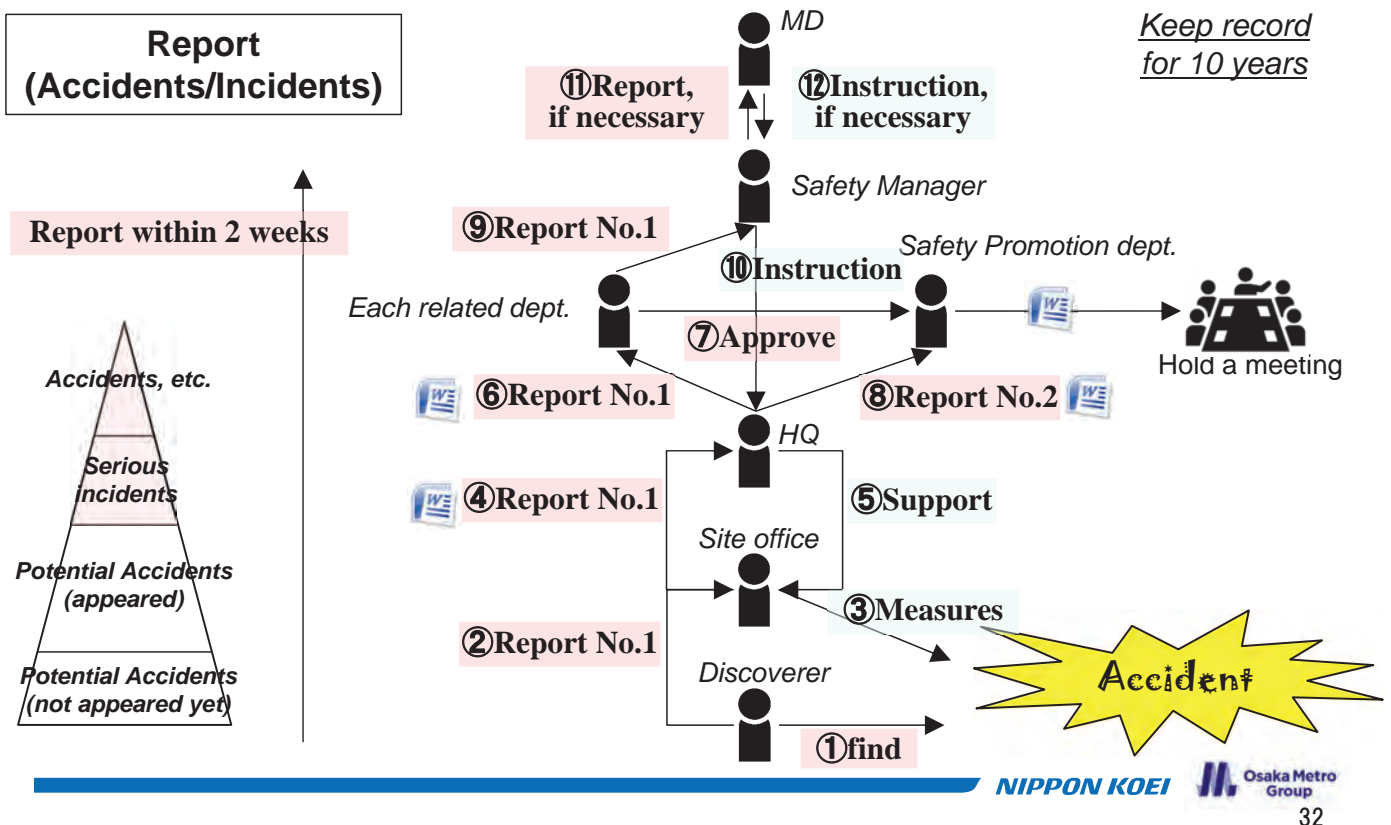 Report
(Accidents/Incidents)
MD
Keep record
for 10 years
⑪Report,
if necessary
⑫Instruction,
if necessary
Safety Manager
Report within 2 weeks
⑨Report No.1
Safety Promotion dept.
⑩Instruction
Each related dept.
⑦Approve
Hold a meeting
Accidents, etc.
⑥Report No.1
⑧Report No.2
HQ
Serious
incidents
④Report No.1
⑤Support
Site office
Potential Accidents
(appeared)
③Measures
②Report No.1
Discoverer
Accident
Potential Accidents
(not appeared yet)
①find
NIPPON KOEI
Osaka Metro
Group
32